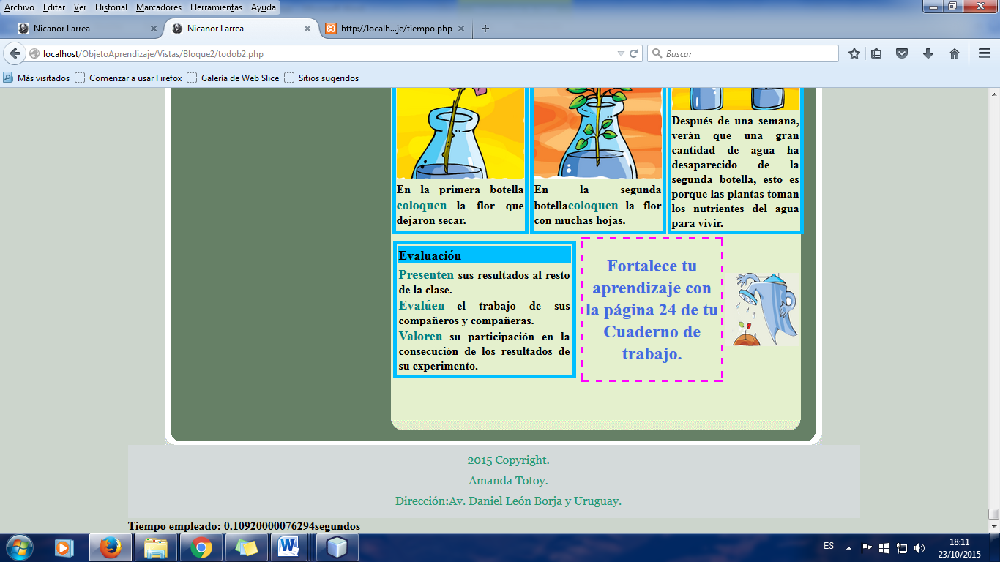 Archivo Editar Ver Historial Marcadores Herramientas Ayuda
Nicanor Larrea
Nicanor Larrea
http://localh...je/tiempo.php
localhost/ObjetoAprendizaje/Vistas/Bloque2/todob2.php
Buscar
Más visitados Comenzar a usar Firefox Galería de Web Slice Sitios sugeridos
En la primera botella
coloquen la flor que
dejaron secar.
En la segunda
botellacoloquen la flor
con muchas hojas.
Después de una semana,
verán que una gran
cantidad de agua ha
desaparecido de la
segunda botella, esto es
porque las plantas toman
los nutrientes del agua
para vivir.
Evaluación
Presenten sus resultados al resto
de la clase.
Evalúen el trabajo de sus
compañeros y compañeras.
Valoren su participación en la
consecución de los resultados de
su experimento.
Fortalece tu
aprendizaje con
la página 24 de tu
Cuaderno de
trabajo.
2015 Copyright.
Amanda Totoy.
Dirección:Av. Daniel León Borja y Uruguay.
Tiempo empleado: 0.10920000076294segundos
ES
18:11
23/10/2015